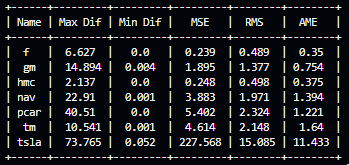 +------+---------+---------+---------+--------+--------+
| Name | Max Dif | Min Dif | MSE | RMS | AME |
+------+---------+---------+---------+--------+--------+
| f | 6.627 | 0.0 | 0.239 | 0.489 | 0.35 |
| gm | 14.894 | 0.004 | 1.895 | 1.377 | 0.754 |
| hmc | 2.137 | 0.0 | 0.248 | 0.498 | 0.375 |
| nav | 22.91 | 0.001 | 3.883 | 1.971 | 1.394 |
| pcar | 40.51 | 0.0 | 5.402 | 2.324 | 1.221 |
| tm | 10.541 | 0.001 | 4.614 | 2.148 | 1.64 |
| tsla | 73.765 | 0.052 | 227.568 | 15.085 | 11.433 |
+------+---------+---------+---------+--------+--------+